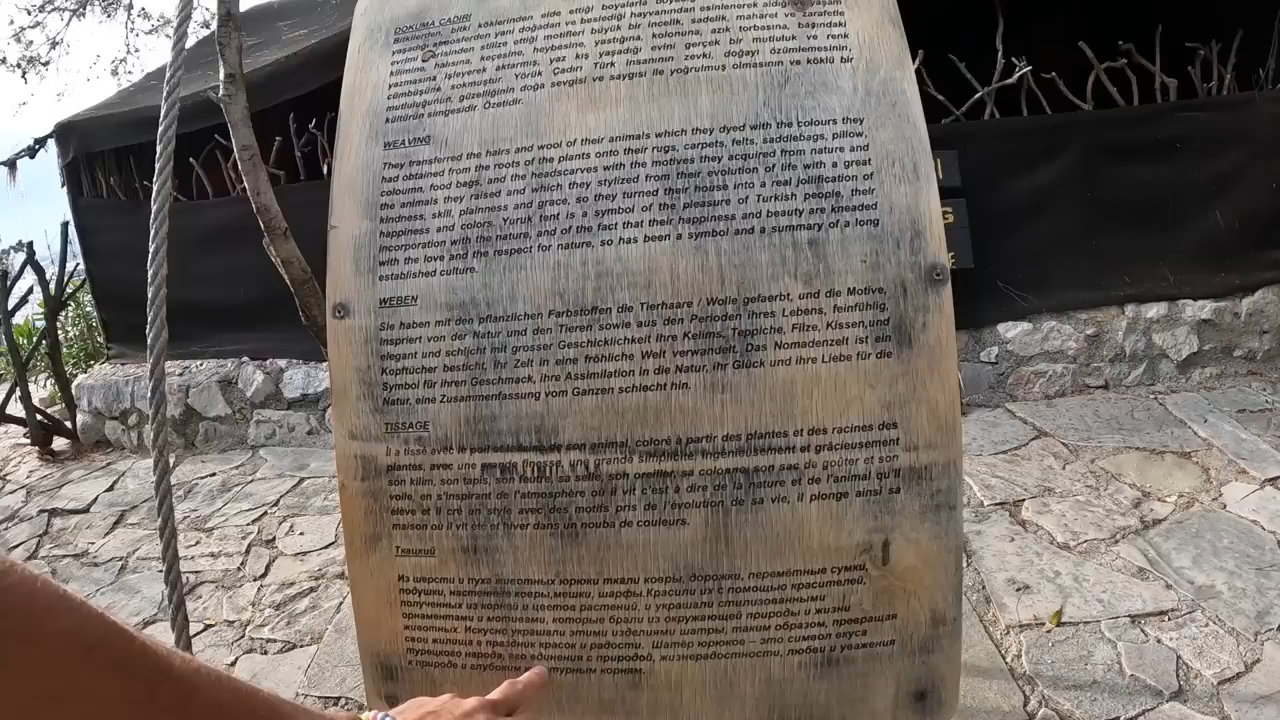 DOKUMA ÇADIRI
Bitkilerden, bitki köklerinden elde ettiği boyalarla
yaşadığı atmosferden yani doğadan ve beslediği hayvanından esinlenerek aldığı yaşam
evrimi içerisinden stilize ettiği motifleri büyük bir incelik, sadelik, maharet ve zarafetle
kilimine, halısına, keçesine, heybesine, yastığına, kolonuna, azık torbasına, başındaki
yazmasına işleyerek aktarmış, yaz kış yaşadığı evini gerçek bir mutluluk ve renk
cümbüşüne sokmuştur. Yörük Çadırı Türk insanının zevki, doğayı özümlemesinin,
mutluluğunun, güzelliğinin doğa sevgisi ve saygısı ile yoğrulmuş olmasının ve köklü bir
kültürün simgesidir. Özetidir.
WEAVING
They transferred the hairs and wool of their animals which they dyed with the colours they
had obtained from the roots of the plants onto their rugs, carpets, felts, saddlebags, pillow,
coloumn, food bags, and the headscarves with the motives they acquired from nature and
the animals they raised and which they stylized from their evolution of life with a great
kindness, skill, plainness and grace, so they turned their house into a real jollification of
happiness and colors. Yuruk tent is a symbol of the pleasure of Turkish people, their
incorporation with the nature, and of the fact that their happiness and beauty are kneaded
with the love and the respect for nature, so has been a symbol and a summary of a long
established culture.
WEBEN
Sie haben mit den pflanzlichen Farbstoffen die Tierhaare / Wolle gefaerbt, und die Motive,
inspriert von der Natur und den Tieren sowie aus den Perioden ihres Lebens, feinfühlig,
elegant und schlicht mit grosser Geschicklichkeit ihre Kelims, Teppiche, Filze, Kissen,und
Kopftücher besticht, ihr Zelt in eine fröhliche Welt verwandelt. Das Nomadenzelt ist ein
Symbol für ihren Geschmack, ihre Assimilation in die Natur, ihr Glück und ihre Liebe für die
Natur, eine Zusammenfassung vom Ganzen schlecht hin.
TISSAGE
Il a tissé avec le poil de son animal, coloré à partir des plantes et des racines des
plantes, avec une grande finesse, une grande simplicité, ingenieusement et grâcieusement
son kilim, son tapis, son feutre, sa selle, son oreiller, sa colonne, son sac de goûter et son
voile, en s'inspirant de l'atmosphère où il vit c'est à dire de la nature et de l'animal qu'il
élève et il cré un style avec des motifs pris de l'évolution de sa vie, il plonge ainsi sa
maison où il vit été et hiver dans un nouba de couleurs.
Ткацкий
Из шерсти и пуха животных юрюки ткали ковры, дорожки, перемётные сумки,
подушки, настенные ковры,мешки, шарфы.Красили их с помощью красителей,
полученных из корней и цветов растений, и украшали стилизованными
орнаментами и мотивами, которые брали из окружающей природы и жизни
животных. Искусно украшали этими изделиями шатры, таким образом, превращая
свои жилища в праздник красок и радости. Шатёр юрюков – это символ вкуса
турецкого народа, его единения с природой, жизнерадостности, любви и уважения
к природе и глубоким культурным корням.